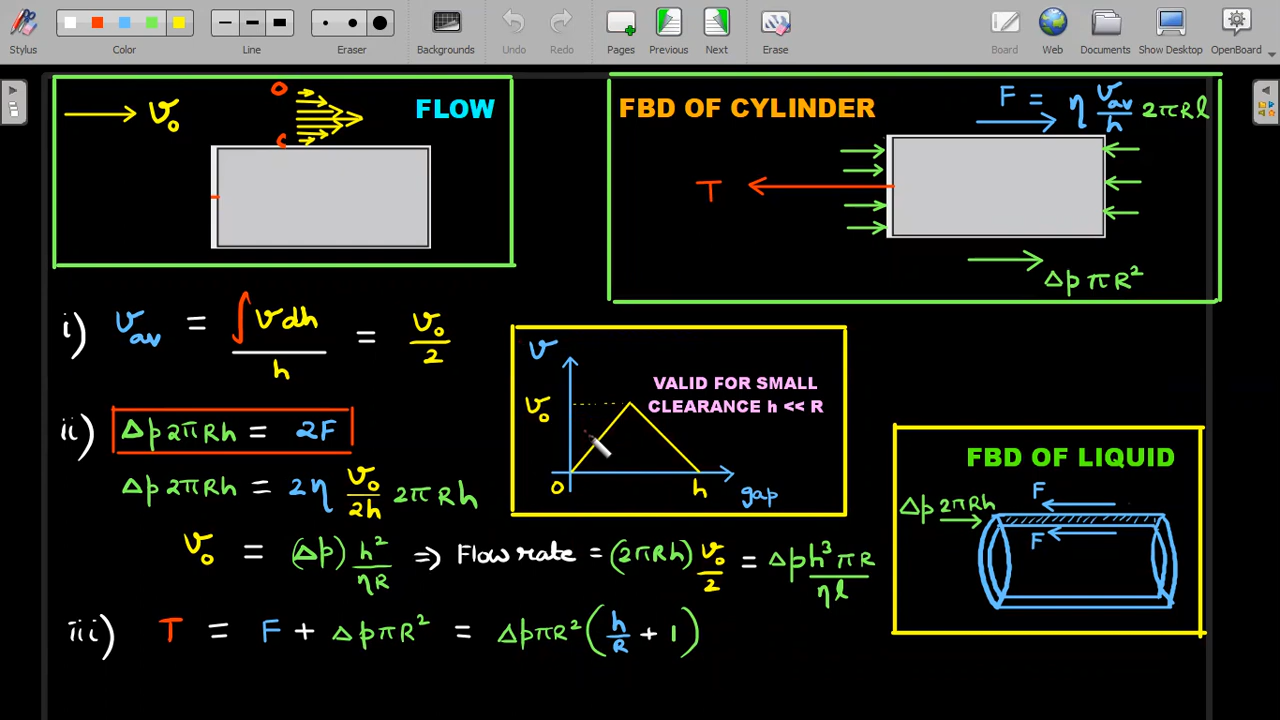 Stylus Color Line Eraser Backgrounds Undo Redo Pages Previous Next Erase Board Web Documents Show Desktop OpenBoard
v₀
0
FLOW
FBD OF CYLINDER
F = η v_av/h 2πRl
T
Δp πR²
i) v_av = ∫v dh / h = v₀/2
v
v₀
VALID FOR SMALL
CLEARANCE h << R
0 h gap
ii) Δp 2πRh = 2F
Δp 2πRh = 2η v₀/2h 2πRh
v₀ = (Δp) h²/ηR ⇒ Flow rate = (2πRh) v₀/2 = Δp h³ πR/ηl
iii) T = F + Δp πR² = Δp πR² (h/R + 1)
FBD OF LIQUID
Δp 2πRh
F
F